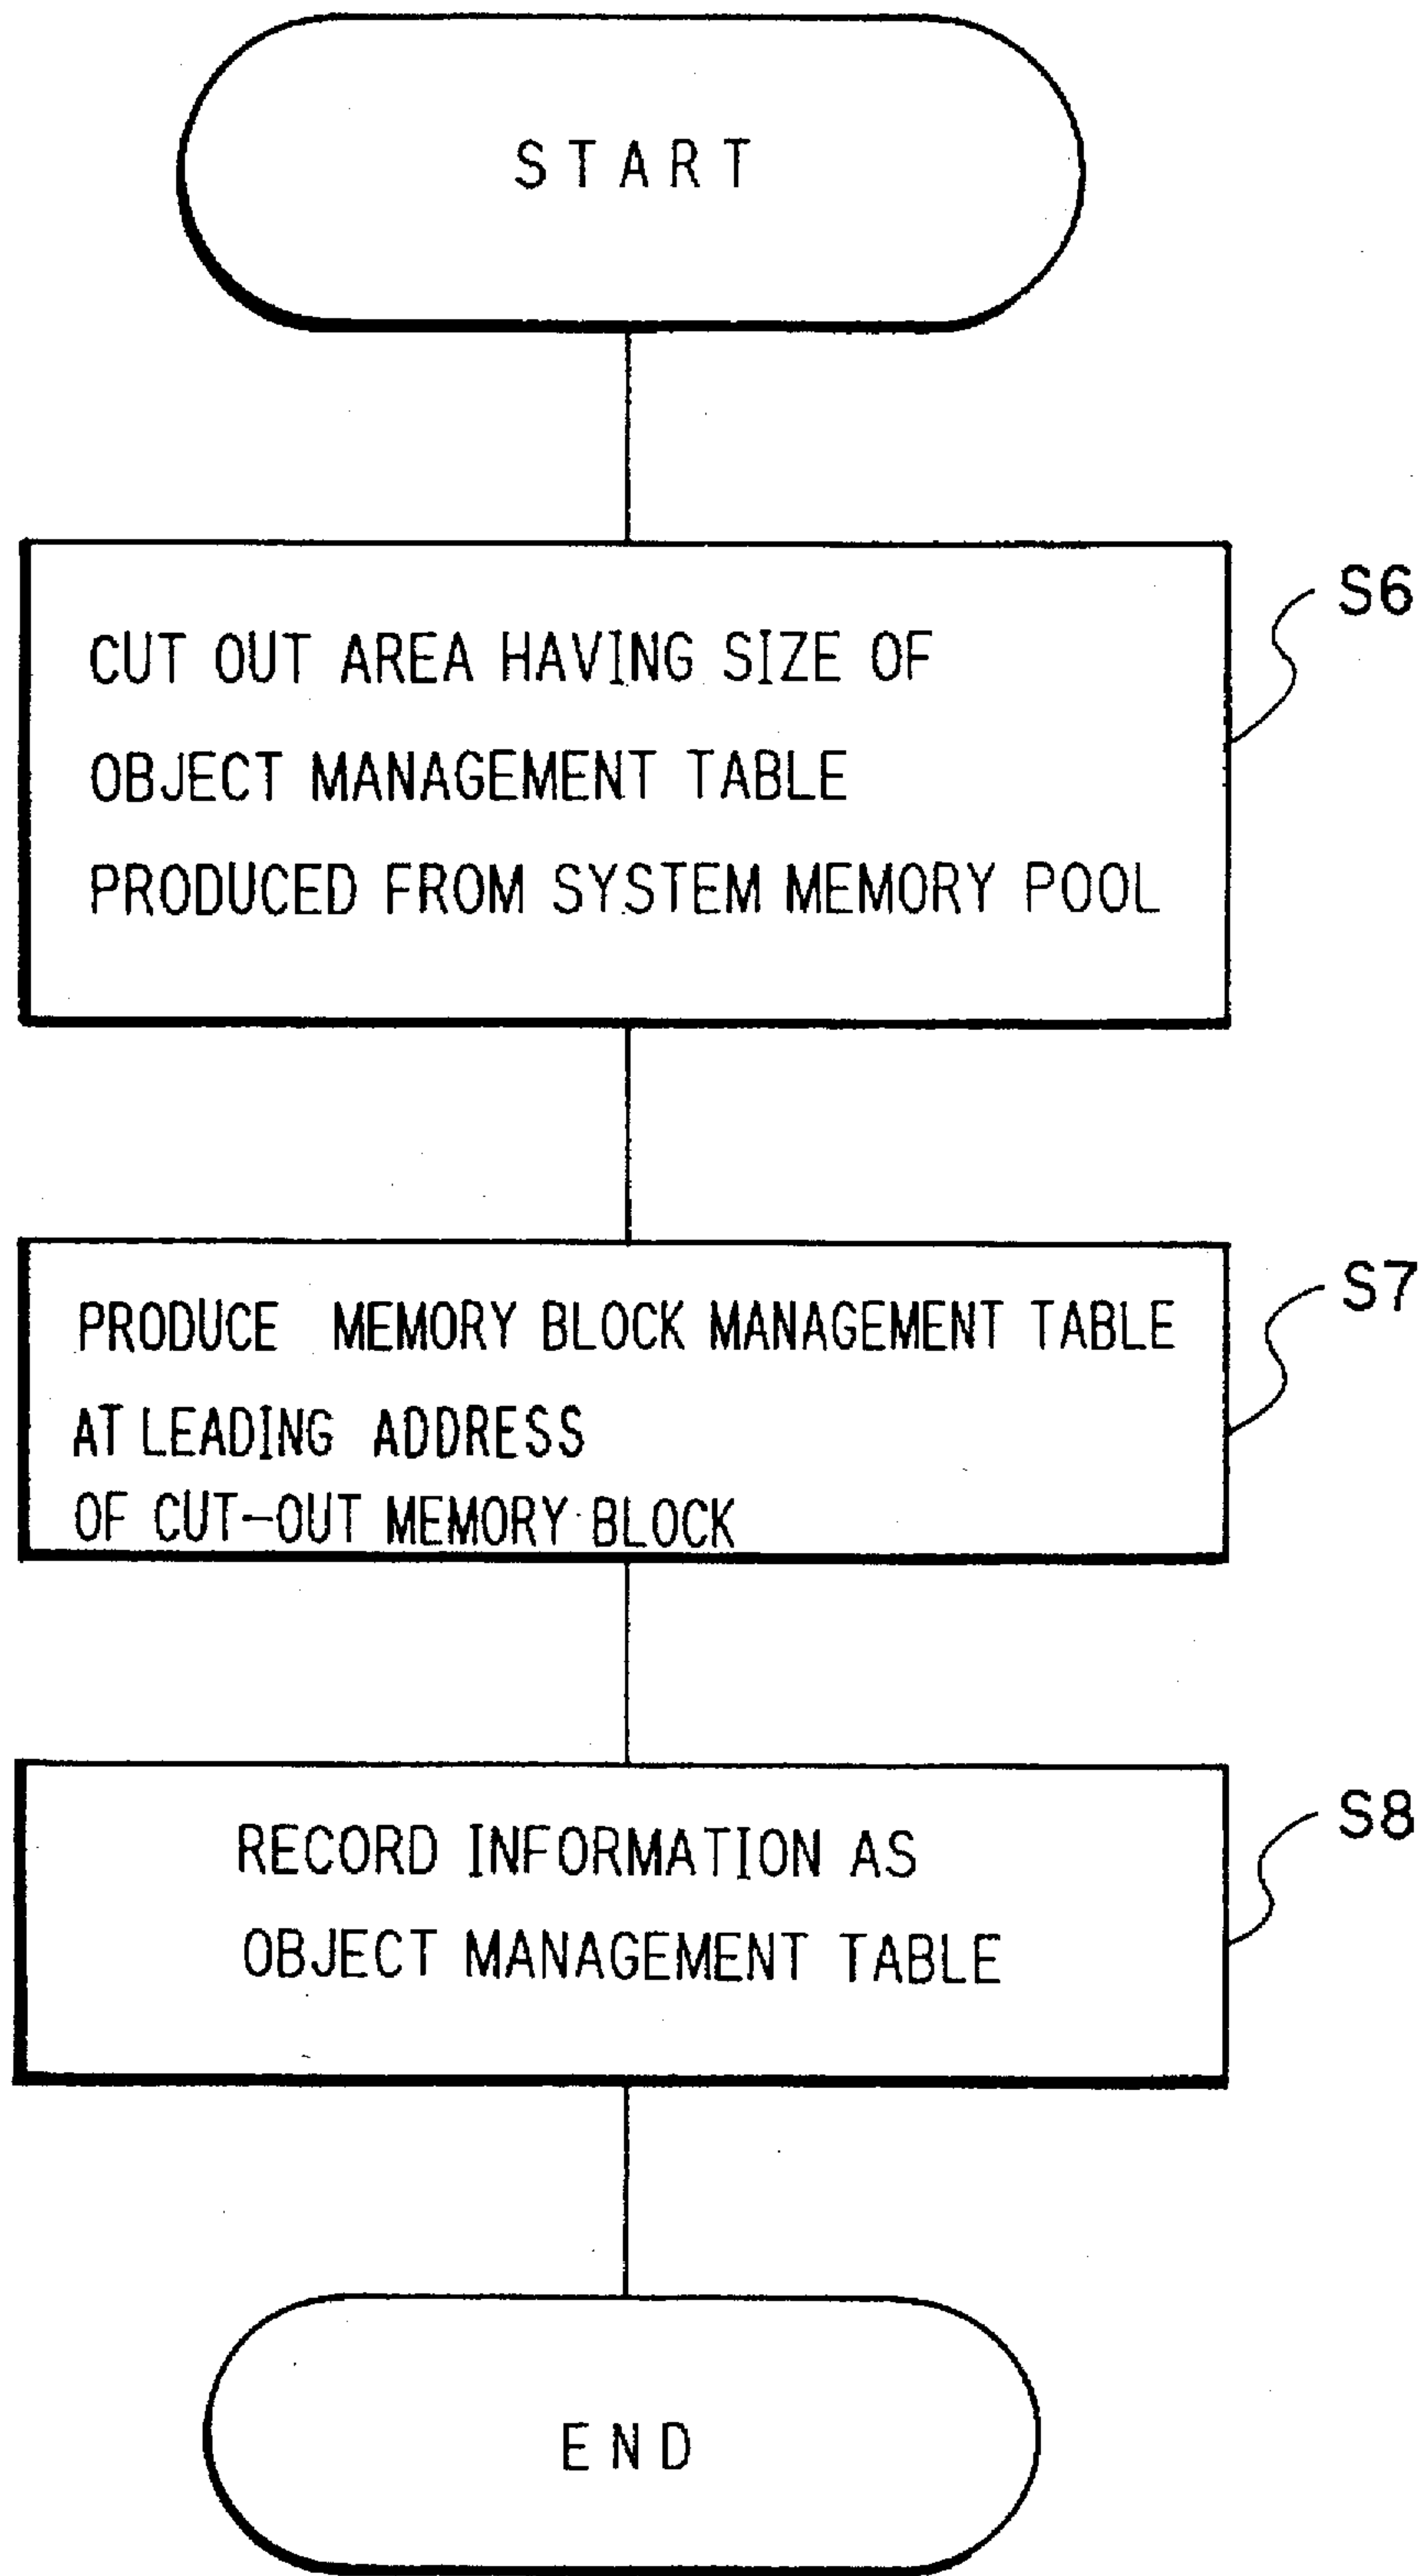 START
CUT OUT AREA HAVING SIZE OF
S6
OBJECT MANAGEMENT TABLE
PRODUCED FROM SYSTEM MEMORY POOL
PRODUCE MEMORY BLOCK MANAGEMENT TABLE
S7
AT LEADING ADDRESS
OF CUT-OUT MEMORY BLOCK
RECORD INFORMATION AS
S8
OBJECT MANAGEMENT TABLE
END